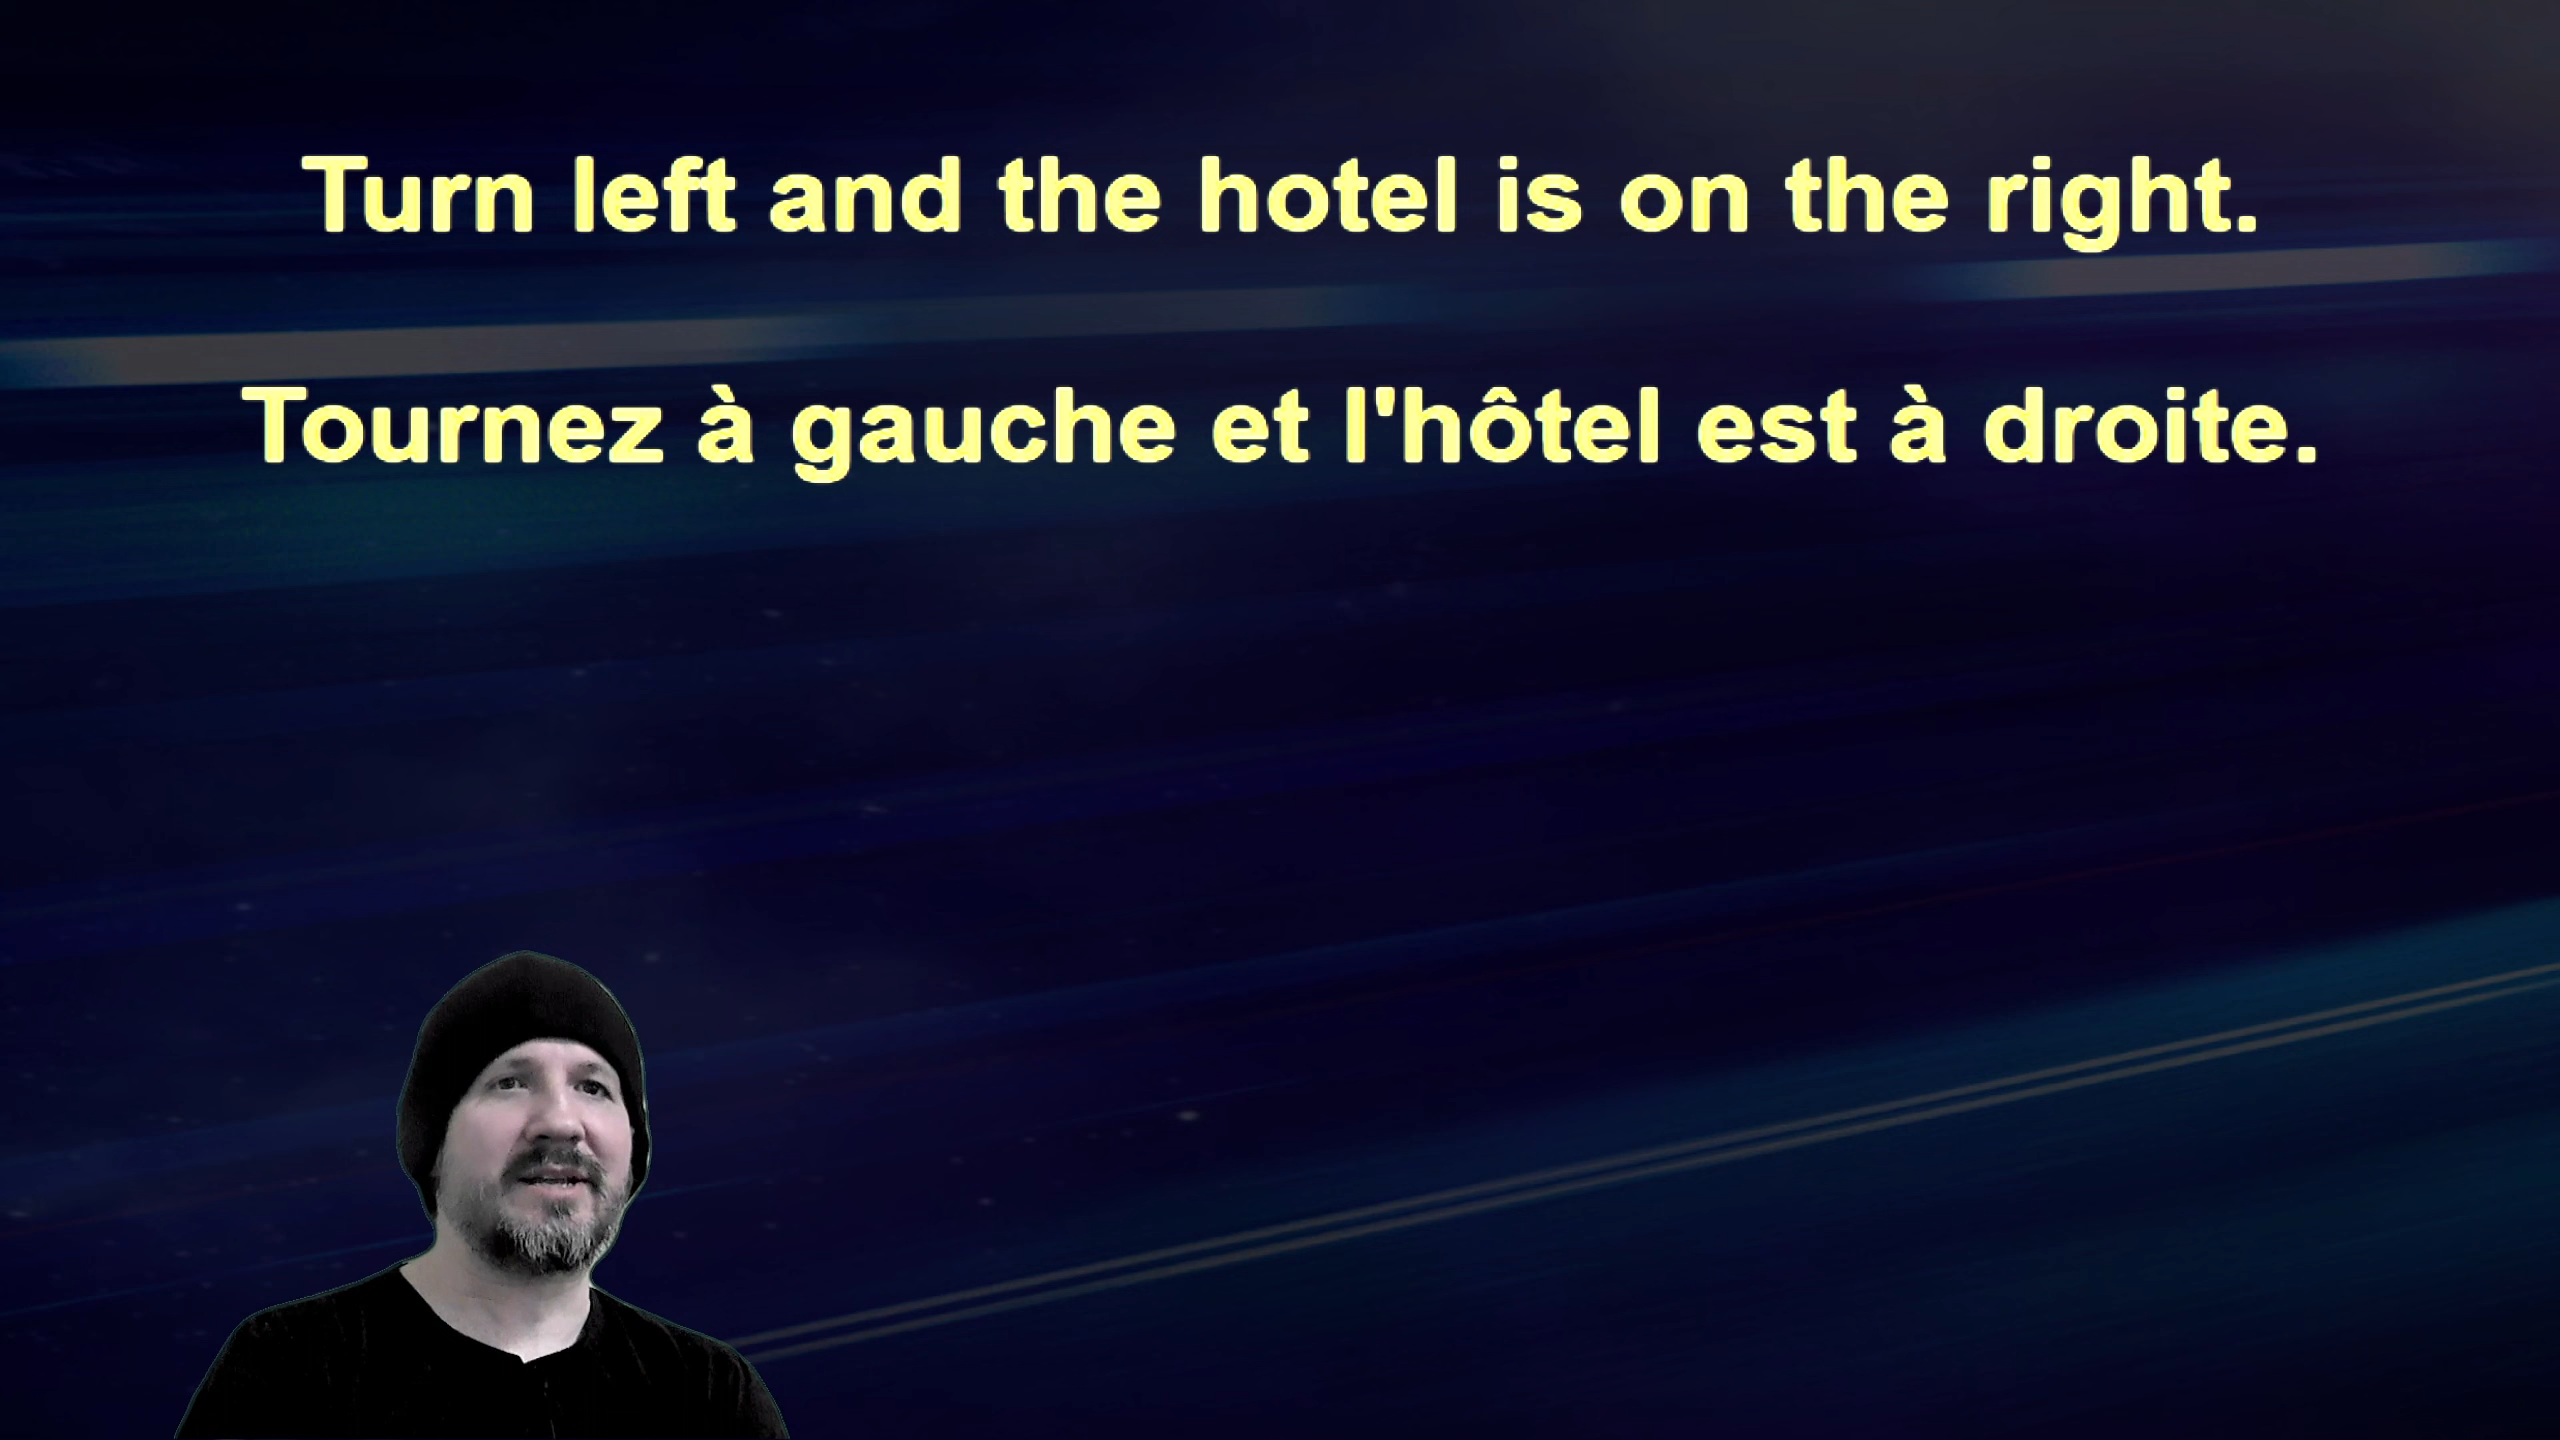 Turn left and the hotel is on the right.
Tournez à gauche et l'hôtel est à droite.